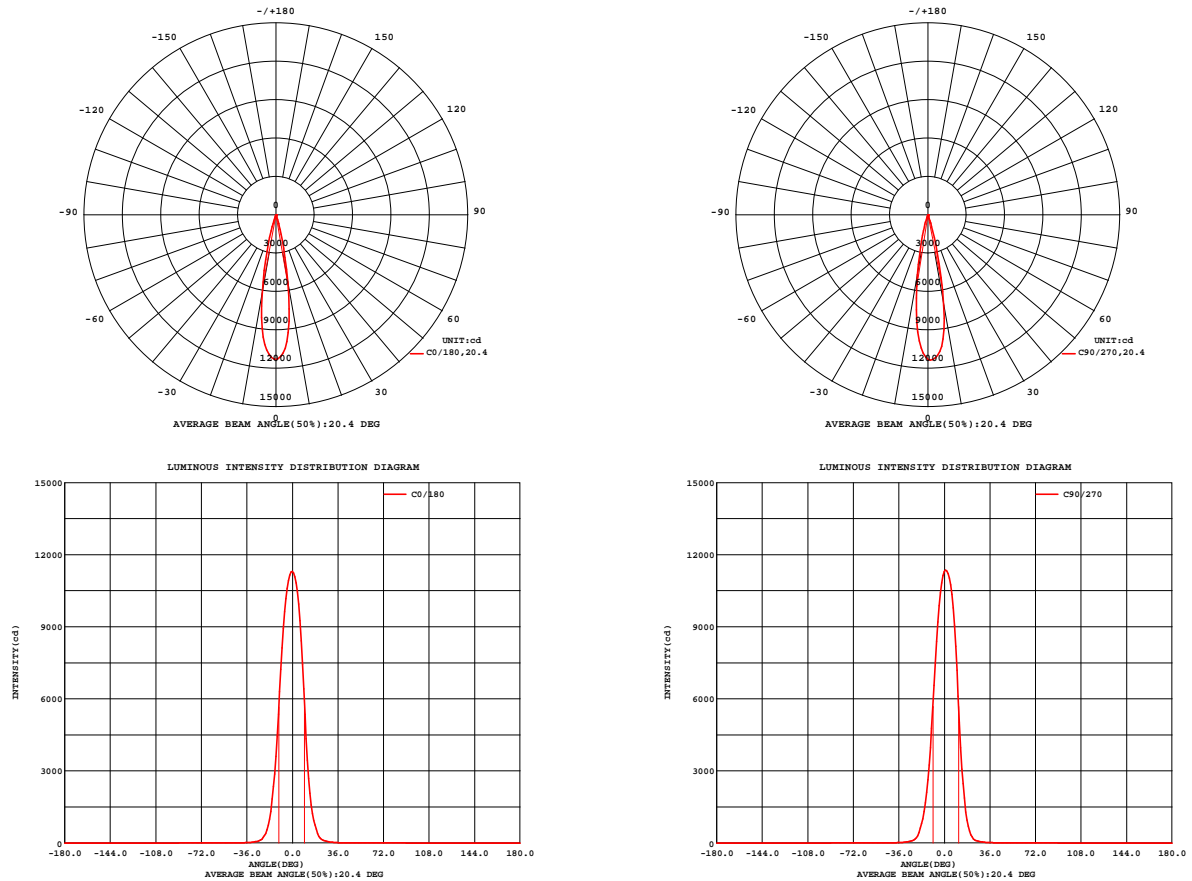 -/+180
-150 150
-120 120
-90 90
-60 60
-30 30
0
3000
6000
9000
12000
15000
0
UNIT:cd
C0/180,20.4
AVERAGE BEAM ANGLE(50%):20.4 DEG
-/+180
-150 150
-120 120
-90 90
-60 60
-30 30
0
3000
6000
9000
12000
15000
0
UNIT:cd
C90/270,20.4
AVERAGE BEAM ANGLE(50%):20.4 DEG
LUMINOUS INTENSITY DISTRIBUTION DIAGRAM
C0/180
INTENSITY(cd)
15000
12000
9000
6000
3000
0
-180.0 -144.0 -108.0 -72.0 -36.0 0.0 36.0 72.0 108.0 144.0 180.0
ANGLE(DEG)
AVERAGE BEAM ANGLE(50%):20.4 DEG
LUMINOUS INTENSITY DISTRIBUTION DIAGRAM
C90/270
INTENSITY(cd)
15000
12000
9000
6000
3000
0
-180.0 -144.0 -108.0 -72.0 -36.0 0.0 36.0 72.0 108.0 144.0 180.0
ANGLE(DEG)
AVERAGE BEAM ANGLE(50%):20.4 DEG